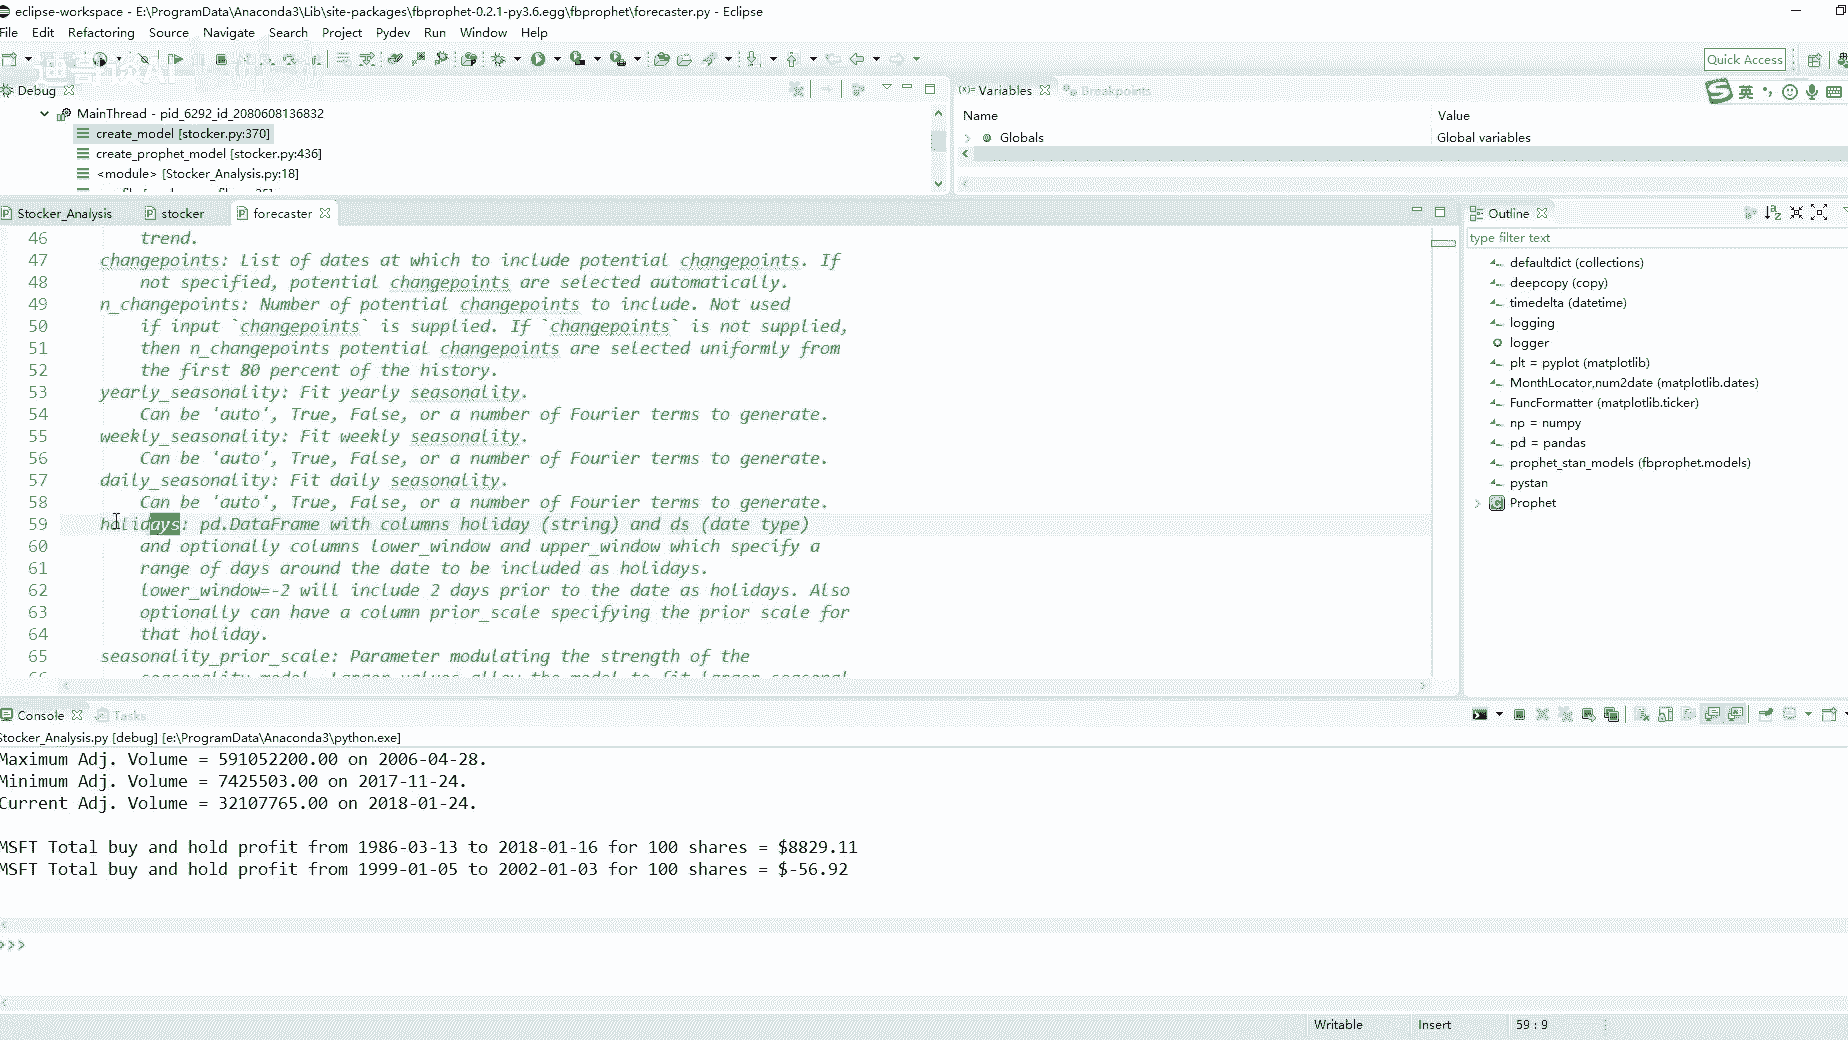 eclipse-workspace - E:\ProgramData\Anaconda3\Lib\site-packages\fbprophet-0.2.1-py3.6.egg\fbprophet\forecaster.py - Eclipse
File Edit Refactoring Source Navigate Search Project Pydev Run Window Help
Quick Access
Debug
(x)= Variables Breakpoints
英
MainThread - pid_6292_id_2080608136832
create_model [stocker.py:370]
create_prophet_model [stocker.py:436]
<module> [Stocker_Analysis.py:18]
Name Value
Globals Global variables
Stocker_Analysis stocker forecaster
46 trend.
47 changepoints: List of dates at which to include potential changepoints. If
48 not specified, potential changepoints are selected automatically.
49 n_changepoints: Number of potential changepoints to include. Not used
50 if input `changepoints` is supplied. If `changepoints` is not supplied,
51 then n_changepoints potential changepoints are selected uniformly from
52 the first 80 percent of the history.
53 yearly_seasonality: Fit yearly seasonality.
54 Can be 'auto', True, False, or a number of Fourier terms to generate.
55 weekly_seasonality: Fit weekly seasonality.
56 Can be 'auto', True, False, or a number of Fourier terms to generate.
57 daily_seasonality: Fit daily seasonality.
58 Can be 'auto', True, False, or a number of Fourier terms to generate.
59 holidays: pd.DataFrame with columns holiday (string) and ds (date type)
60 and optionally columns lower_window and upper_window which specify a
61 range of days around the date to be included as holidays.
62 lower_window=-2 will include 2 days prior to the date as holidays. Also
63 optionally can have a column prior_scale specifying the prior scale for
64 that holiday.
65 seasonality_prior_scale: Parameter modulating the strength of the
Outline
type filter text
defaultdict (collections)
deepcopy (copy)
timedelta (datetime)
logging
logger
plt = pyplot (matplotlib)
MonthLocator,num2date (matplotlib.dates)
FuncFormatter (matplotlib.ticker)
np = numpy
pd = pandas
prophet_stan_models (fbprophet.models)
pystan
Prophet
Console Tasks
Stocker_Analysis.py [debug] [e:\ProgramData\Anaconda3\python.exe]
Maximum Adj. Volume = 591052200.00 on 2006-04-28.
Minimum Adj. Volume = 7425503.00 on 2017-11-24.
Current Adj. Volume = 32107765.00 on 2018-01-24.
MSFT Total buy and hold profit from 1986-03-13 to 2018-01-16 for 100 shares = $8829.11
MSFT Total buy and hold profit from 1999-01-05 to 2002-01-03 for 100 shares = $-56.92
>>>
Writable Insert 59 : 9